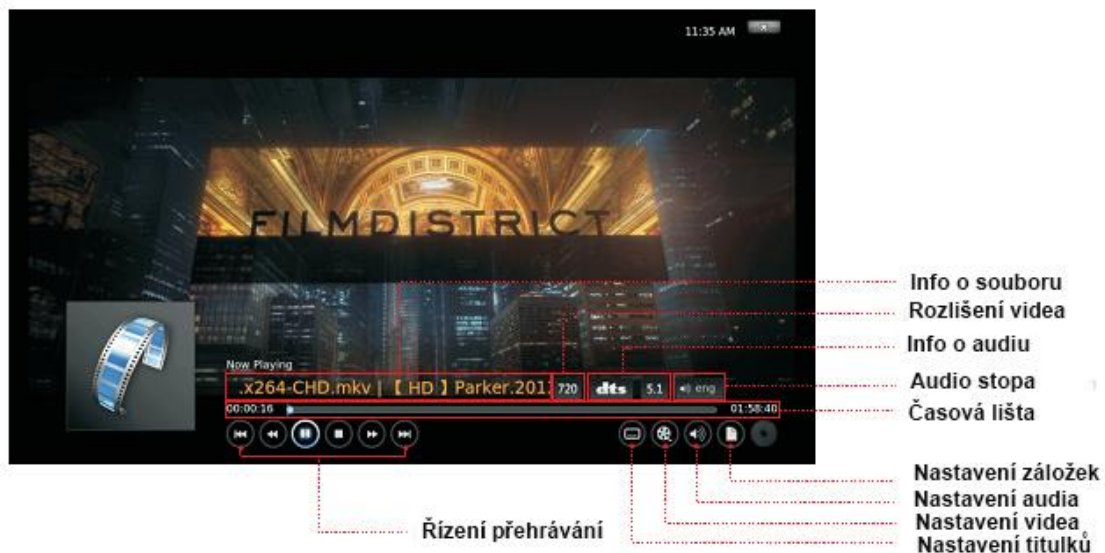 11:35 AM
FILMDISTRICT
Now Playing
.x264-CHD.mkv | 【 HD 】 Parker.201
720
dts
5.1
eng
00:00:16
01:58:40
Info o souboru
Rozlišení videa
Info o audiu
Audio stopa
Časová lišta
Nastavení záložek
Nastavení audia
Nastavení videa
Nastavení titulků
Řízení přehrávání